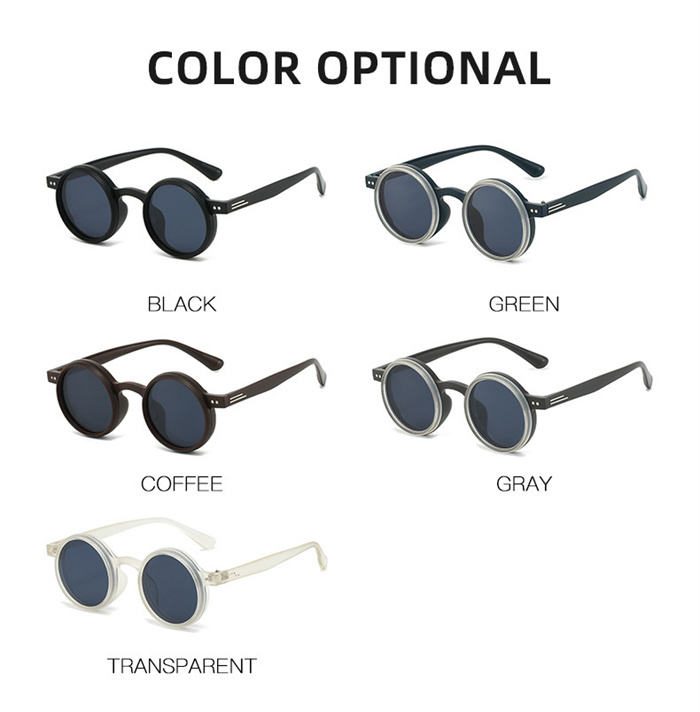 COLOR OPTIONAL
BLACK
GREEN
COFFEE
GRAY
TRANSPARENT